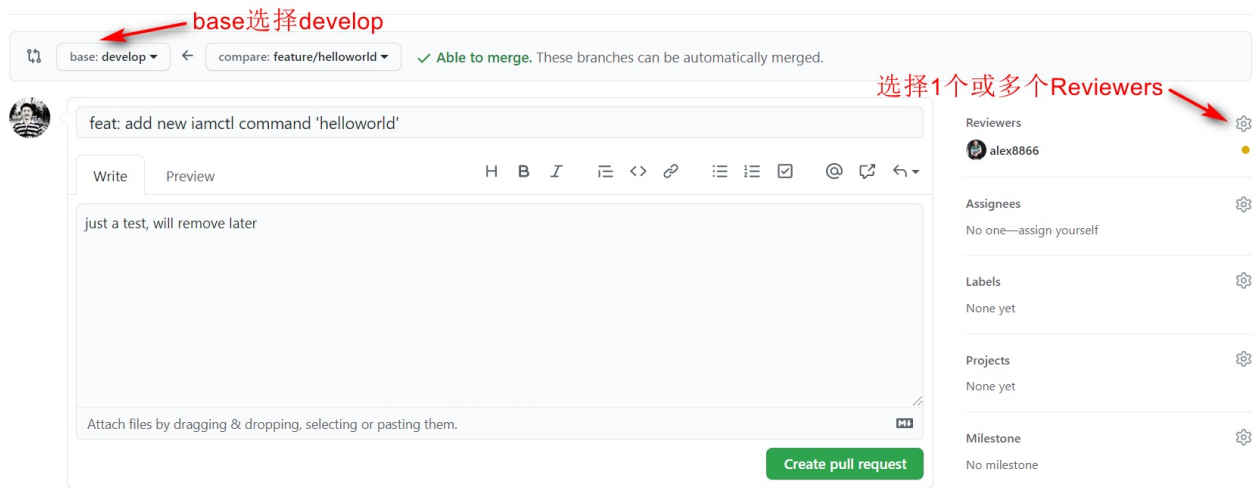 base选择develop
base: develop
compare: feature/helloworld
Able to merge. These branches can be automatically merged.
选择1个或多个Reviewers
feat: add new iamctl command 'helloworld'
Write
Preview
just a test, will remove later
Attach files by dragging & dropping, selecting or pasting them.
Create pull request
Reviewers
alex8866
Assignees
No one—assign yourself
Labels
None yet
Projects
None yet
Milestone
No milestone